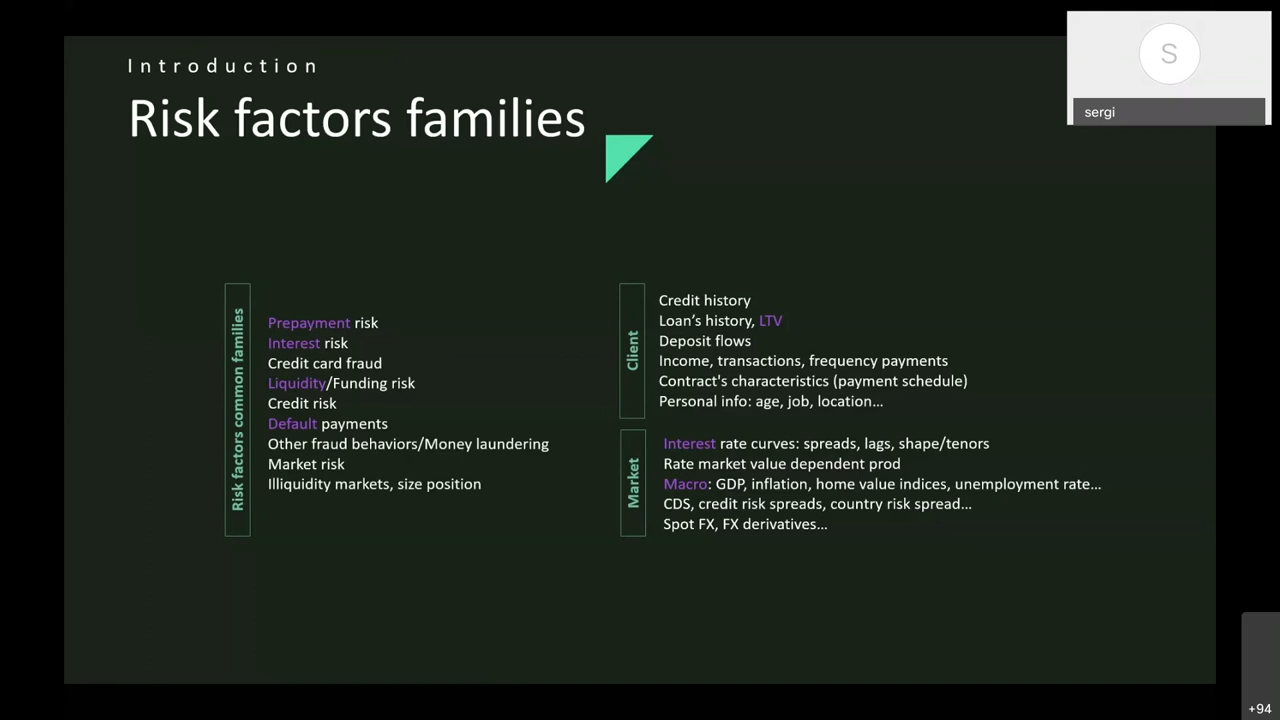 Introduction
Risk factors families
S
sergi
Risk factors common families
Prepayment risk
Interest risk
Credit card fraud
Liquidity/Funding risk
Credit risk
Default payments
Other fraud behaviors/Money laundering
Market risk
Illiquidity markets, size position
Client
Credit history
Loan’s history, LTV
Deposit flows
Income, transactions, frequency payments
Contract's characteristics (payment schedule)
Personal info: age, job, location…
Market
Interest rate curves: spreads, lags, shape/tenors
Rate market value dependent prod
Macro: GDP, inflation, home value indices, unemployment rate…
CDS, credit risk spreads, country risk spread…
Spot FX, FX derivatives…
+94